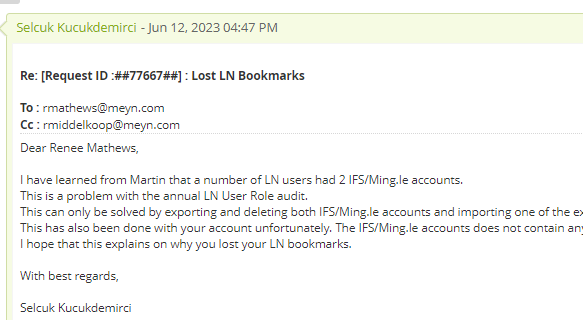 Selcuk Kucukdemirci - Jun 12, 2023 04:47 PM
Re: [Request ID :##77667##] : Lost LN Bookmarks
To : rmathews@meyn.com
Cc : rmiddelkoop@meyn.com
Dear Renee Mathews,
I have learned from Martin that a number of LN users had 2 IFS/Ming.le accounts.
This is a problem with the annual LN User Role audit.
This can only be solved by exporting and deleting both IFS/Ming.le accounts and importing one of the
This has also been done with your account unfortunately. The IFS/Ming.le accounts does not contain
I hope that this explains on why you lost your LN bookmarks.
With best regards,
Selcuk Kucukdemirci